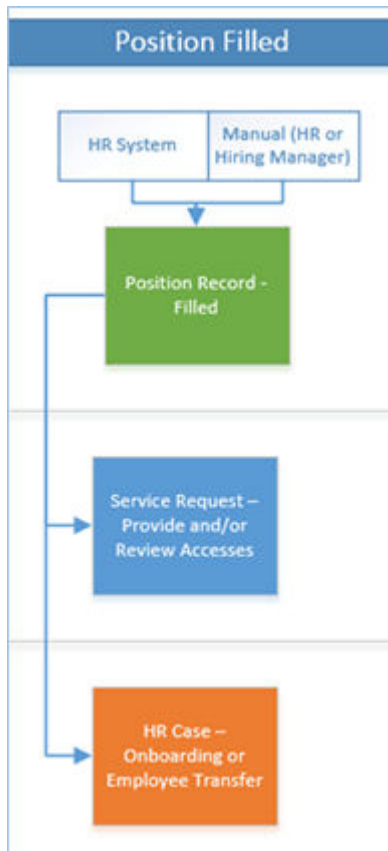 Position Filled
HR System
Manual (HR or
Hiring Manager)
Position Record -
Filled
Service Request –
Provide and/or
Review Accesses
HR Case –
Onboarding or
Employee Transfer